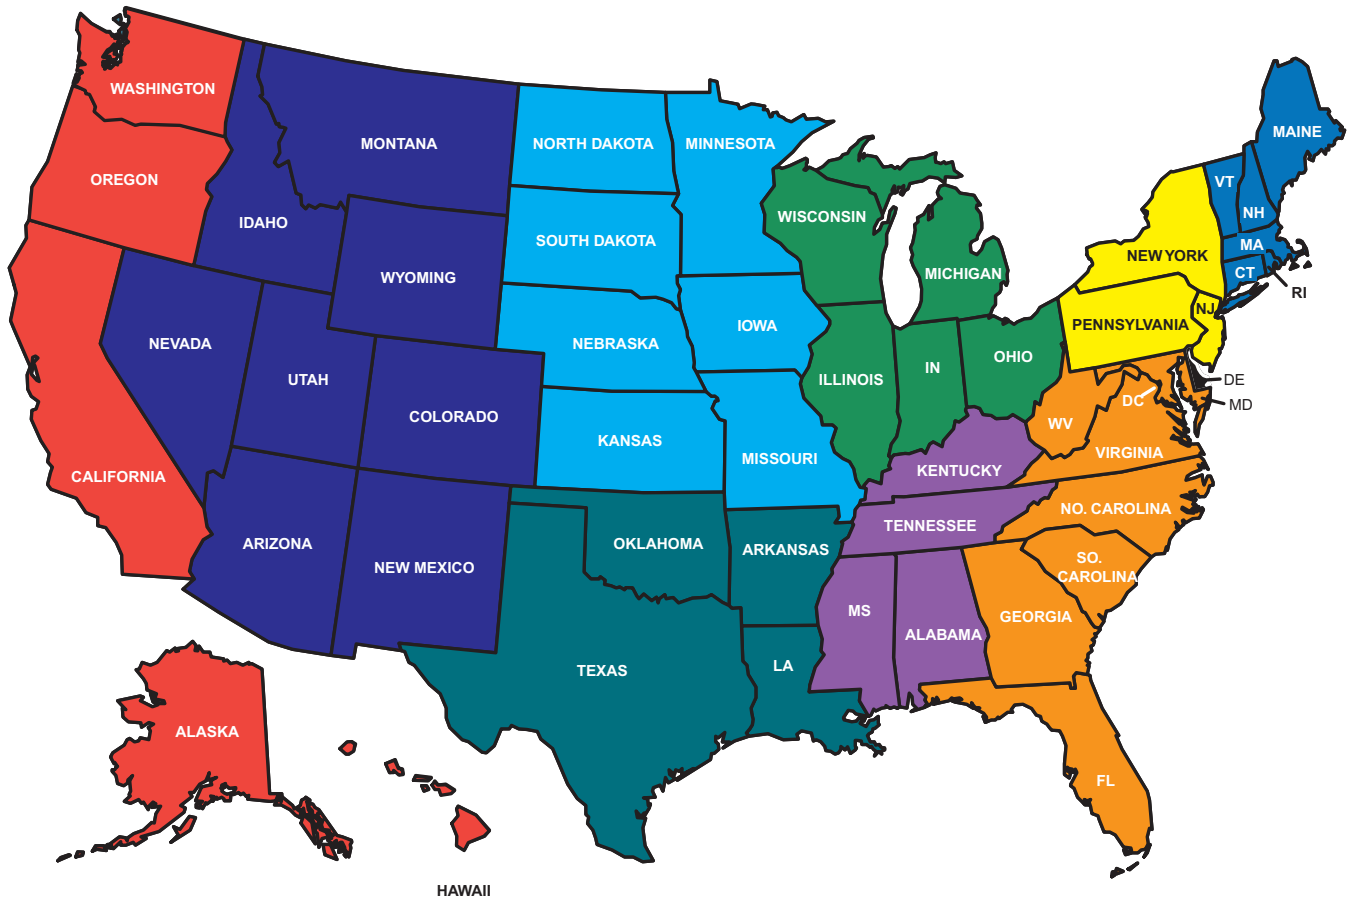 WASHINGTON
MAINE
MONTANA
NORTH DAKOTA
MINNESOTA
OREGON
VT
NH
IDAHO
WISCONSIN
SOUTH DAKOTA
MA
NEW YORK
WYOMING
MICHIGAN
CT
RI
NJ
PENNSYLVANIA
IOWA
NEVADA
NEBRASKA
OHIO
IN
UTAH
ILLINOIS
DE
DC
MD
COLORADO
WV
KANSAS
VIRGINIA
MISSOURI
KENTUCKY
CALIFORNIA
NO. CAROLINA
TENNESSEE
ARIZONA
OKLAHOMA
ARKANSAS
SO.
CAROLINA
NEW MEXICO
MS
GEORGIA
ALABAMA
TEXAS
LA
ALASKA
FL
HAWAII